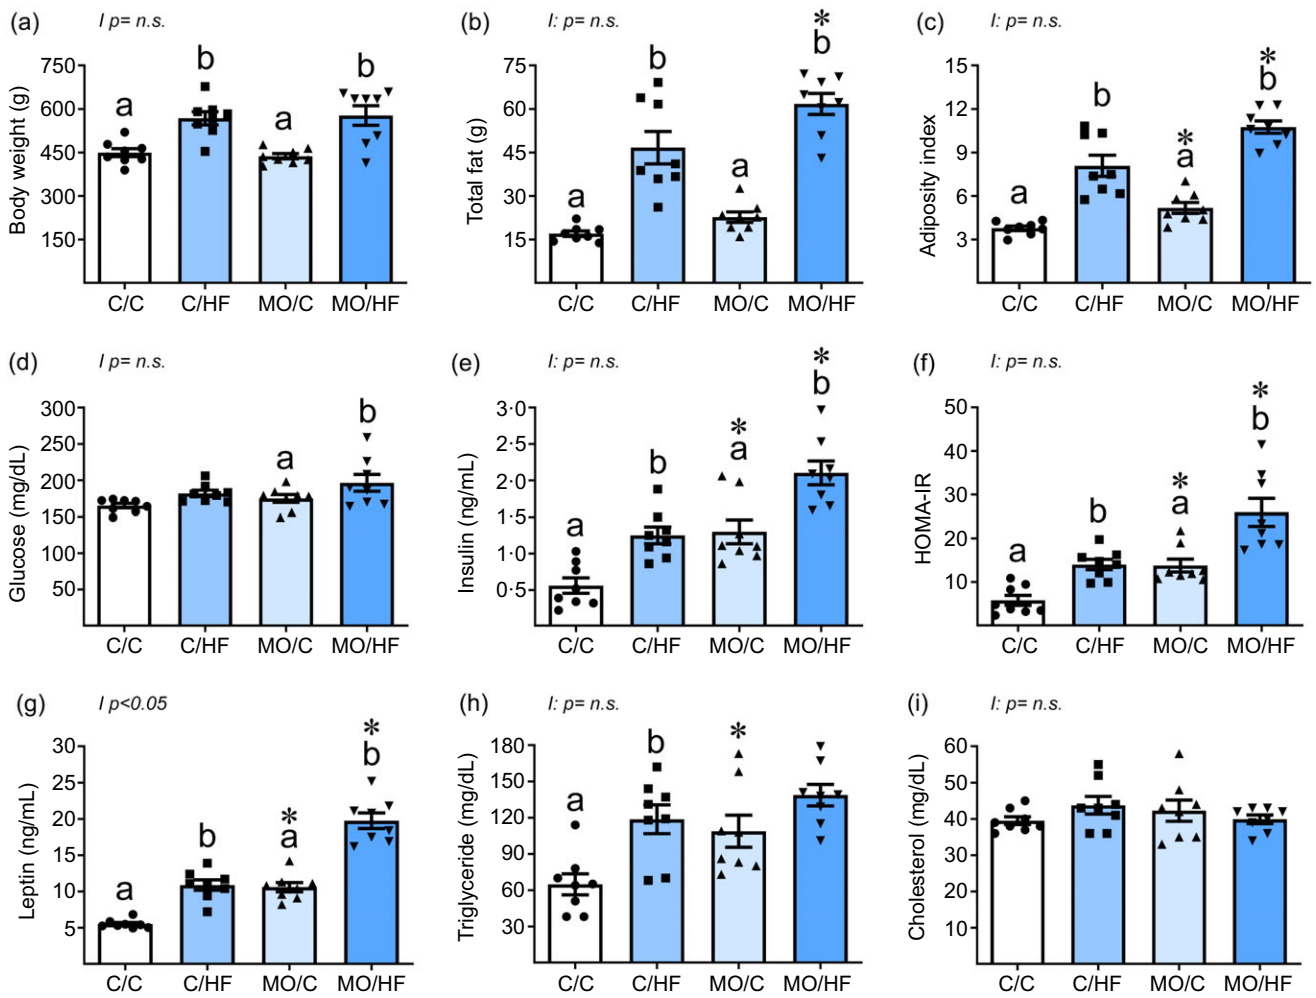 (a) I p= n.s.
Body weight (g)
750
600
450
300
150
a b a b
C/C C/HF MO/C MO/HF
(b) I: p= n.s.
Total fat (g)
75
60
45
30
15
a b a * b
C/C C/HF MO/C MO/HF
(c) I: p= n.s.
Adiposity index
15
12
9
6
3
a b * a * b
C/C C/HF MO/C MO/HF
(d) I p= n.s.
Glucose (mg/dL)
300
250
200
150
100
50
a b
C/C C/HF MO/C MO/HF
(e) I: p= n.s.
Insulin (ng/mL)
3·0
2·5
2·0
1·5
1·0
0·5
a b * a * b
C/C C/HF MO/C MO/HF
(f) I: p= n.s.
HOMA-IR
50
40
30
20
10
a b * a * b
C/C C/HF MO/C MO/HF
(g) I p<0.05
Leptin (ng/mL)
30
25
20
15
10
5
a b * a * b
C/C C/HF MO/C MO/HF
(h) I: p= n.s.
Triglyceride (mg/dL)
180
150
120
90
60
30
a b *
C/C C/HF MO/C MO/HF
(i) I: p= n.s.
Cholesterol (mg/dL)
60
50
40
30
20
10
C/C C/HF MO/C MO/HF